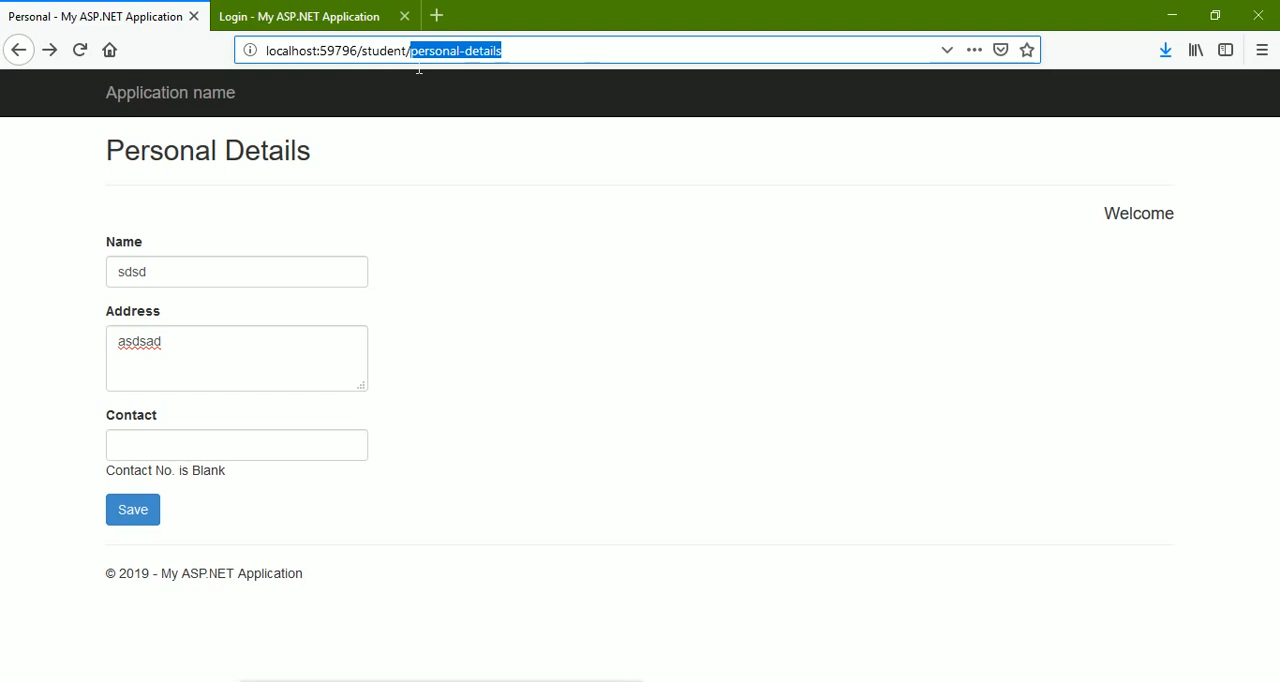 Personal - My ASP.NET Application
Login - My ASP.NET Application
localhost:59796/student/personal-details
Application name
Personal Details
Welcome
Name
sdsd
Address
asdsad
Contact
Contact No. is Blank
Save
© 2019 - My ASP.NET Application